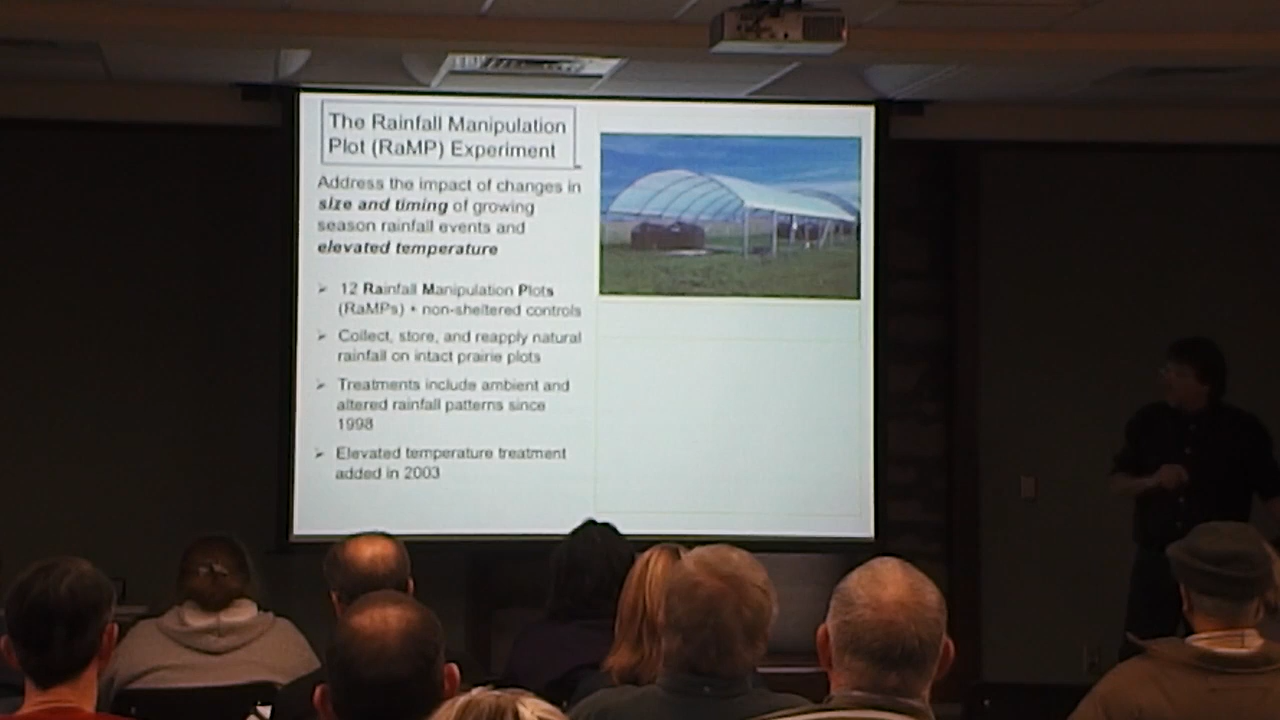 The Rainfall Manipulation
Plot (RaMP) Experiment
Address the impact of changes in
size and timing of growing
season rainfall events and
elevated temperature
➢ 12 Rainfall Manipulation Plots
(RaMPs) + non-sheltered controls
➢ Collect, store, and reapply natural
rainfall on intact prairie plots
➢ Treatments include ambient and
altered rainfall patterns since
1998
➢ Elevated temperature treatment
added in 2003